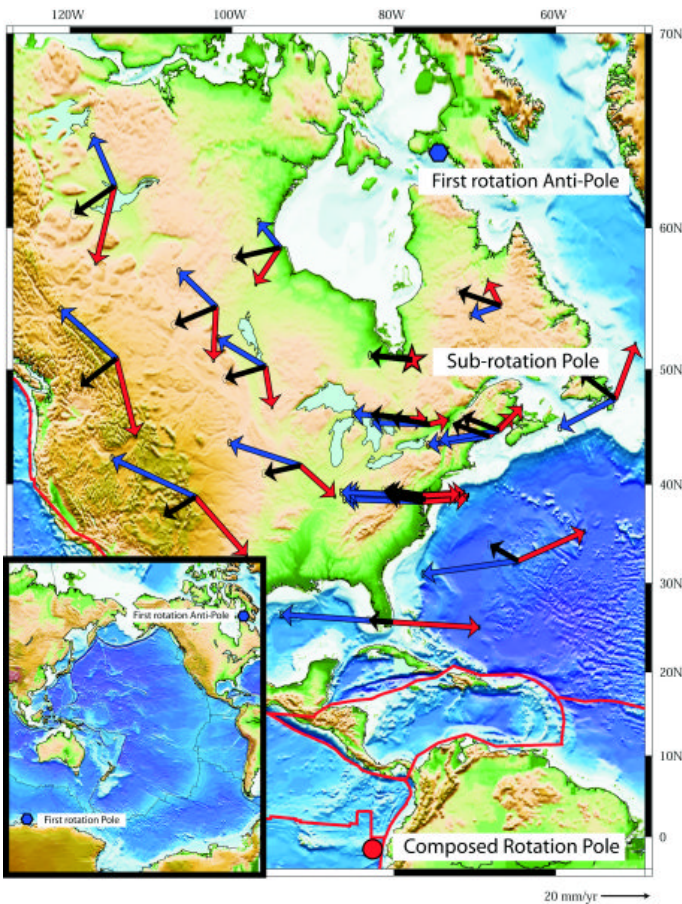 120W 100W 80W 60W
70N
First rotation Anti-Pole
60N
Sub-rotation Pole
50N
40N
30N
First rotation Anti-Pole
20N
10N
First rotation Pole
Composed Rotation Pole
0
20 mm/yr